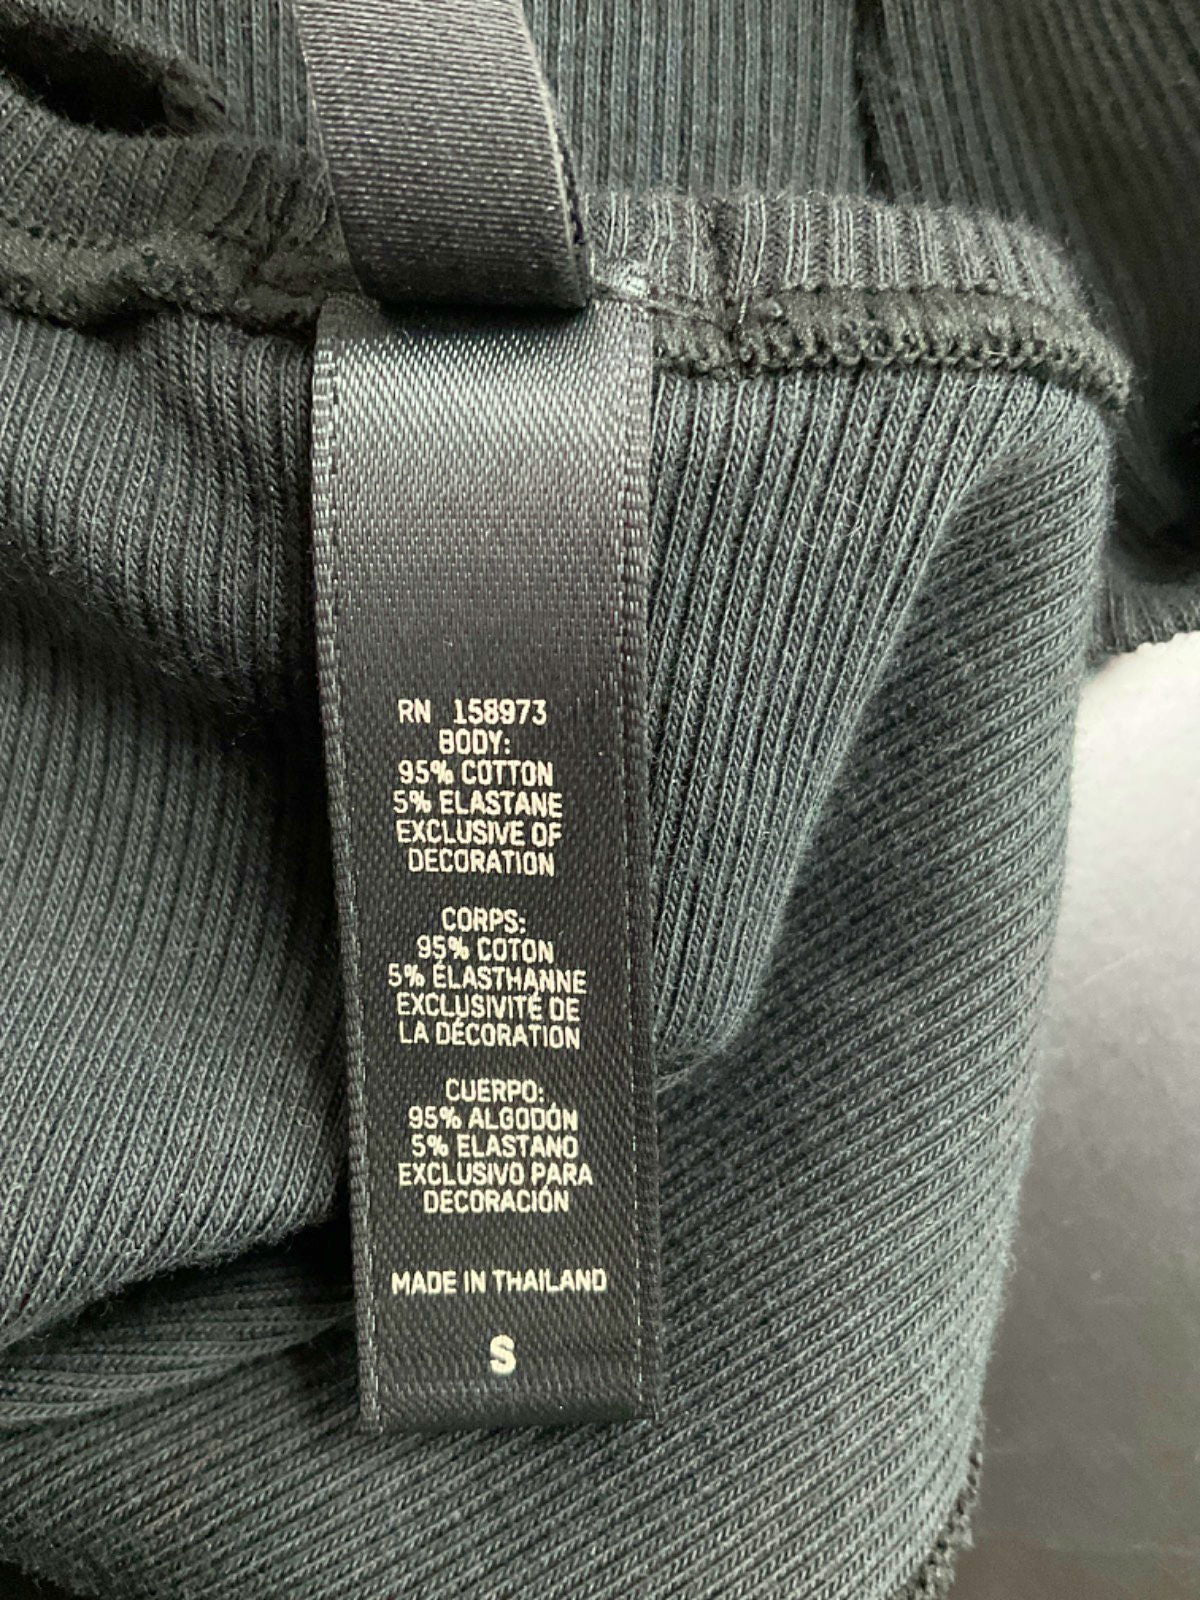 RN 158973
BODY:
95% COTTON
5% ELASTANE
EXCLUSIVE OF
DECORATION
CORPS:
95% COTON
5% ÉLASTHANNE
EXCLUSIVITÉ DE
LA DÉCORATION
CUERPO:
95% ALGODÓN
5% ELASTANO
EXCLUSIVO PARA
DECORACIÓN
MADE IN THAILAND
S